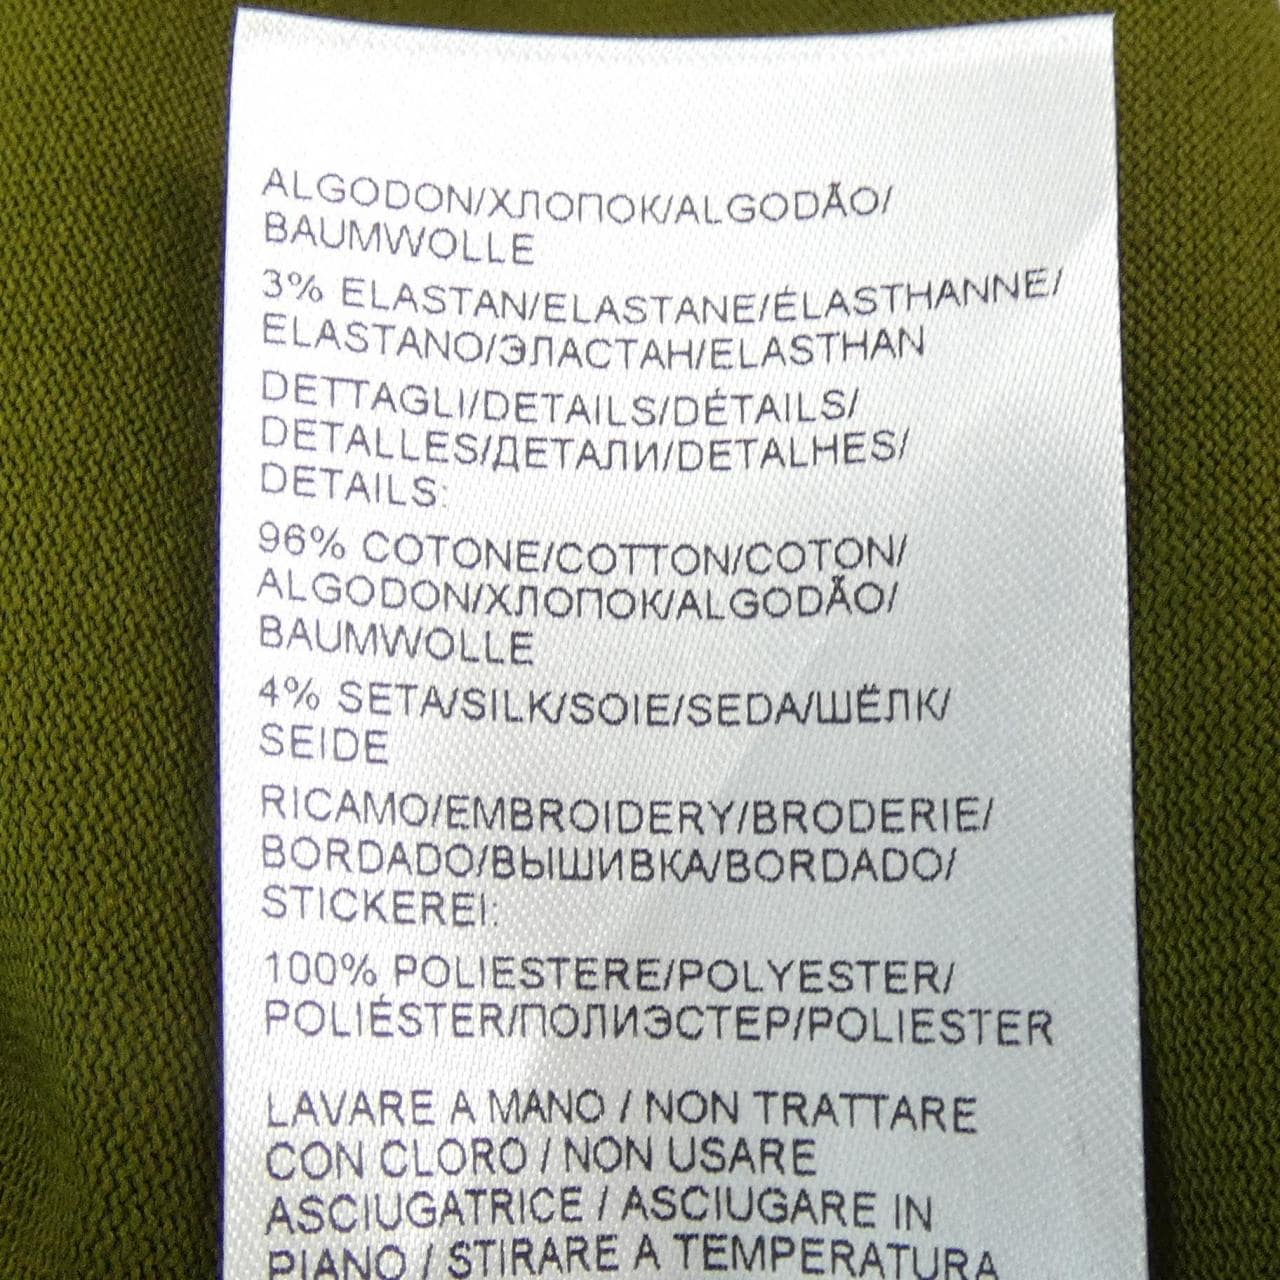 ALGODON/ХЛОПОК/ALGODÃO/
BAUMWOLLE
3% ELASTAN/ELASTANE/ÉLASTHANNE/
ELASTANO/ЭЛАСТАН/ELASTHAN
DETTAGLI/DETAILS/DÉTAILS/
DETALLES/ДЕТАЛИ/DETALHES/
DETAILS:
96% COTONE/COTTON/COTON/
ALGODON/ХЛОПОК/ALGODÃO/
BAUMWOLLE
4% SETA/SILK/SOIE/SEDA/ШЁЛК/
SEIDE
RICAMO/EMBROIDERY/BRODERIE/
BORDADO/ВЫШИВКА/BORDADO/
STICKEREI:
100% POLIESTERE/POLYESTER/
POLIÉSTER/ПОЛИЭСТЕР/POLIESTER
LAVARE A MANO / NON TRATTARE
CON CLORO / NON USARE
ASCIUGATRICE / ASCIUGARE IN
PIANO / STIRARE A TEMPERATURA